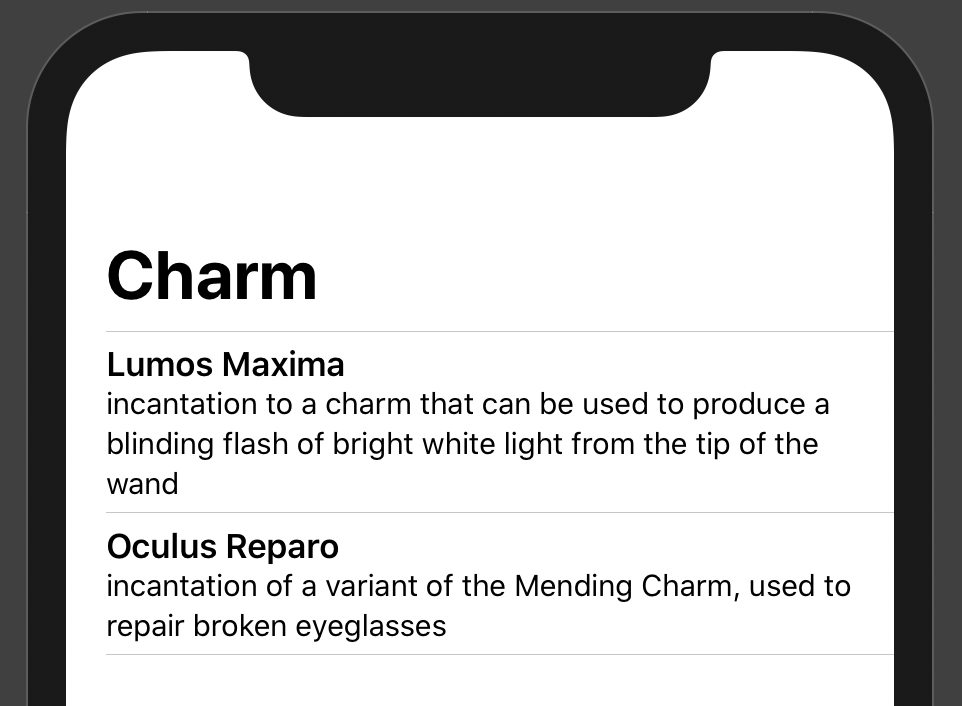 Charm
Lumos Maxima
incantation to a charm that can be used to produce a
blinding flash of bright white light from the tip of the
wand
Oculus Reparo
incantation of a variant of the Mending Charm, used to
repair broken eyeglasses